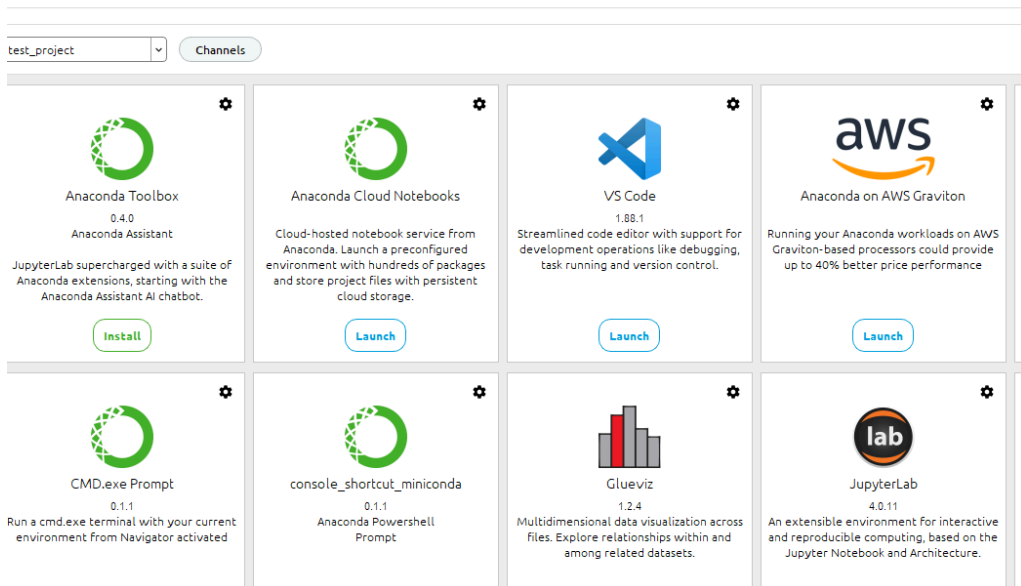 test_project
Channels
Anaconda Toolbox
0.4.0
Anaconda Assistant
JupyterLab supercharged with a suite of
Anaconda extensions, starting with the
Anaconda Assistant AI chatbot.
Install
Anaconda Cloud Notebooks
Cloud-hosted notebook service from
Anaconda. Launch a preconfigured
environment with hundreds of packages
and store project files with persistent
cloud storage.
Launch
VS Code
1.88.1
Streamlined code editor with support for
development operations like debugging,
task running and version control.
Launch
aws
Anaconda on AWS Graviton
Running your Anaconda workloads on AWS
Graviton-based processors could provide
up to 40% better price performance
Launch
CMD.exe Prompt
0.1.1
Run a cmd.exe terminal with your current
environment from Navigator activated
console_shortcut_miniconda
0.1.1
Anaconda Powershell
Prompt
Glueviz
1.2.4
Multidimensional data visualization across
files. Explore relationships within and
among related datasets.
lab
JupyterLab
4.0.11
An extensible environment for interactive
and reproducible computing, based on the
Jupyter Notebook and Architecture.